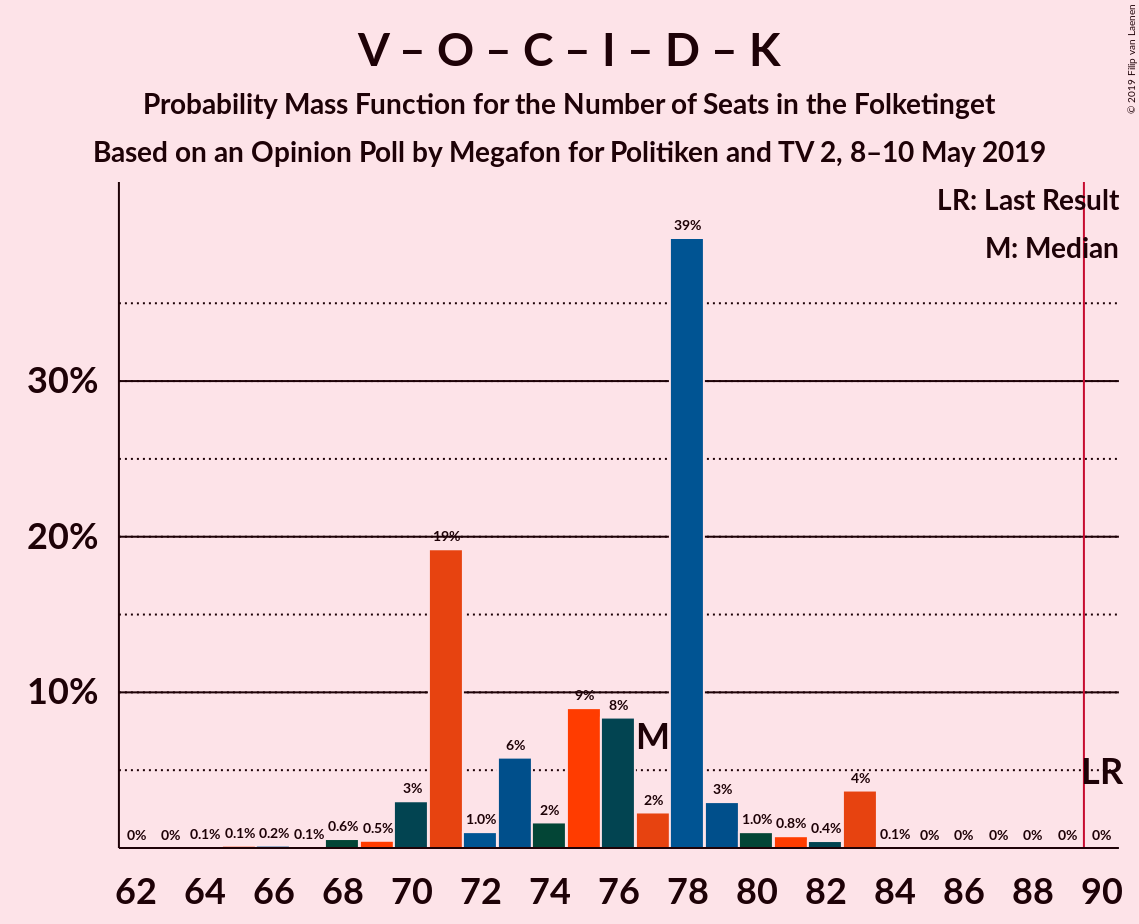 V – O – C – I – D – K
Probability Mass Function for the Number of Seats in the Folketinget
Based on an Opinion Poll by Megafon for Politiken and TV 2, 8–10 May 2019
© 2019 Filip van Laenen
LR: Last Result
M: Median
39%
30%
20%
19%
10%
9%
8%
M
6%
LR
4%
3%
3%
2%
2%
1.0%
1.0%
0.8%
0.6%
0.5%
0.4%
0% 0% 0.1% 0.1% 0.2% 0.1% 0.1% 0% 0% 0% 0% 0% 0%
62 64 66 68 70 72 74 76 78 80 82 84 86 88 90